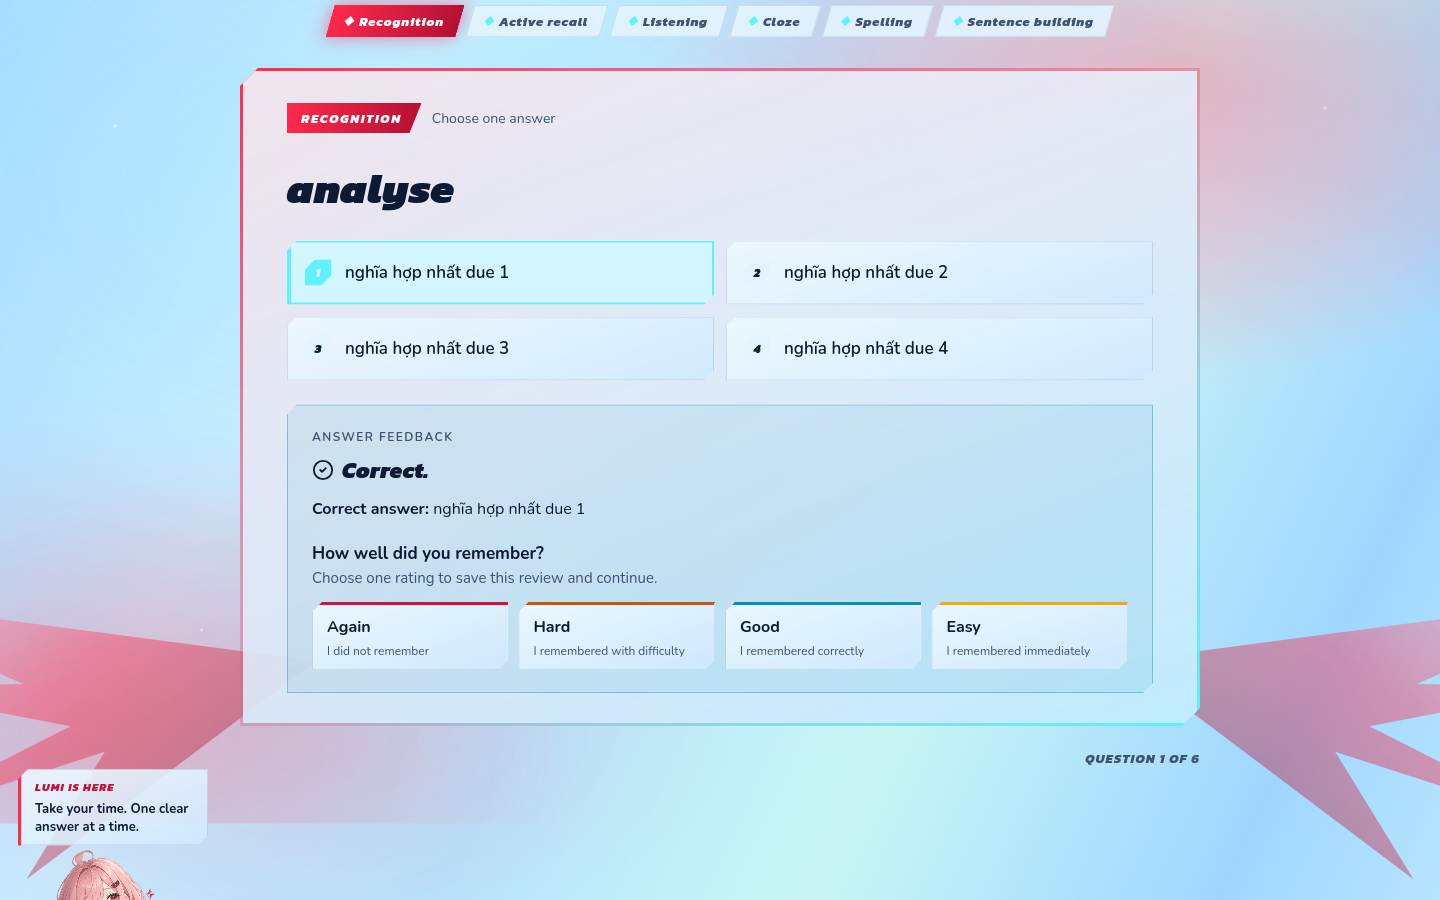 Recognition
Active recall
Listening
Cloze
Spelling
Sentence building
RECOGNITION
Choose one answer
analyse
1 nghĩa hợp nhất due 1
2 nghĩa hợp nhất due 2
3 nghĩa hợp nhất due 3
4 nghĩa hợp nhất due 4
ANSWER FEEDBACK
Correct.
Correct answer: nghĩa hợp nhất due 1
How well did you remember?
Choose one rating to save this review and continue.
Again
I did not remember
Hard
I remembered with difficulty
Good
I remembered correctly
Easy
I remembered immediately
QUESTION 1 OF 6
LUMI IS HERE
Take your time. One clear
answer at a time.